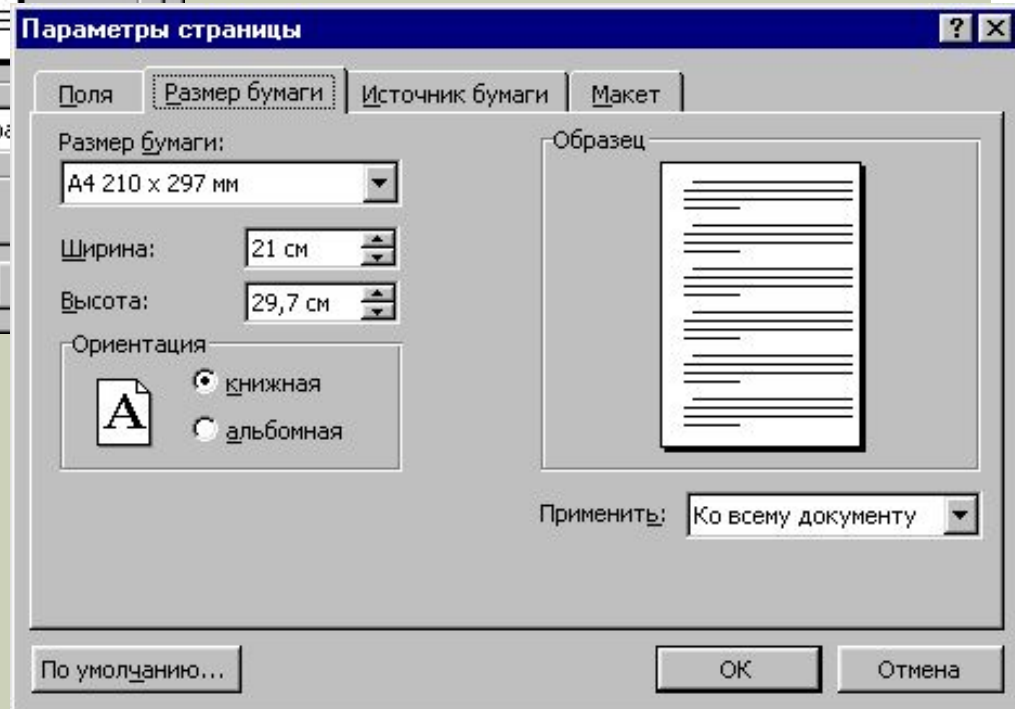 Параметры страницы
Поля Размер бумаги Источник бумаги Макет
Размер бумаги:
A4 210 x 297 мм
Ширина: 21 см
Высота: 29,7 см
Ориентация
A
книжная
альбомная
Образец
Применить: Ко всему документу
По умолчанию... ОК Отмена